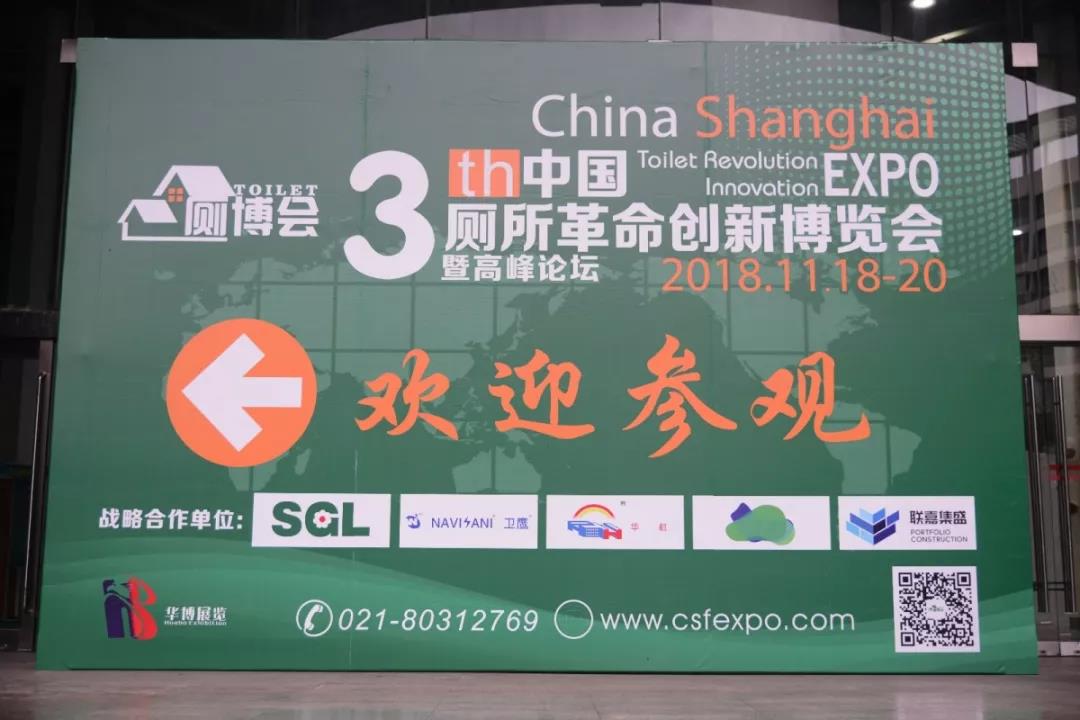 China Shanghai
TOILET
厕博会
3th中国
Toilet Revolution
Innovation
EXPO
厕所革命创新博览会
暨高峰论坛
2018.11.18-20
欢迎参观
战略合作单位:
SGL
NAVISANI® 卫鹰®
华虹
联嘉集盛
PORTFOLIO
CONSTRUCTION
华博展览
Huabo Exhibition
021-80312769
www.csfexpo.com